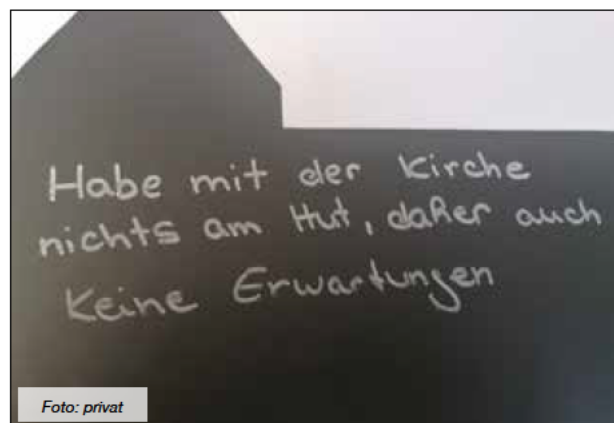 Habe mit der Kirche
nichts am Hut, daher auch
Keine Erwartungen
Foto: privat